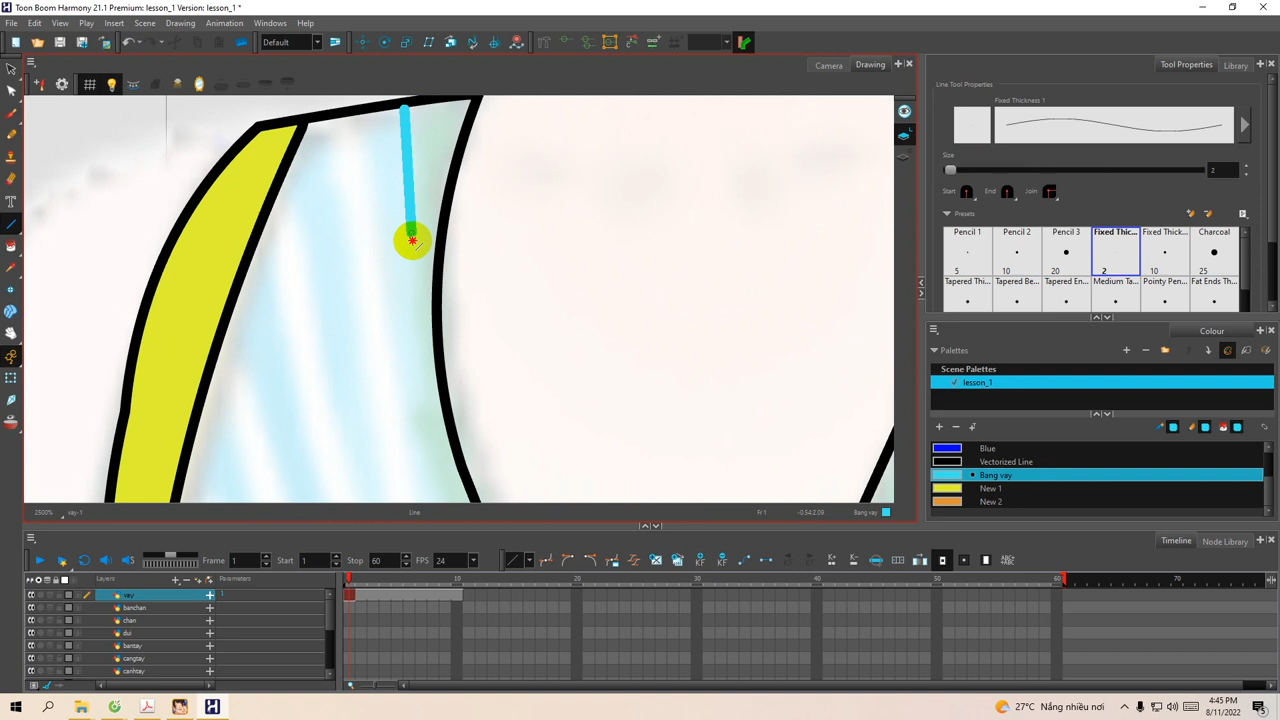 Toon Boom Harmony 21.1 Version: lesson_1 *
File Edit View Play Insert Scene Drawing Animation Windows Help
Default
Camera Drawing
Tool Properties Library
Line Tool Properties
Fixed Thickness 1
Size
2
Start End Join
Presets
Pencil 1 Pencil 2 Pencil 3 Fixed Thic... Fixed Thick... Charcoal
5 10 20 2 10 25
Tapered Thi... Tapered Be... Tapered En... Medium Ta... Pointy Pen... Fat Ends Th...
Colour
Palettes
Scene Palettes
lesson_1
Blue
Vectorized Line
Bang vay
New 1
New 2
2500% vay-1 Line Fr 1 -0.54:2.09 Bang vay
Timeline Node Library
Frame 1 Start 1 Stop 60 FPS 24
Layers Parameters
10 20 30 40 50 60 70
vay 1
banchan
chan
dui
bantay
cangtay
canhtay
27°C Nắng nhiều nơi
4:45 PM
8/11/2022